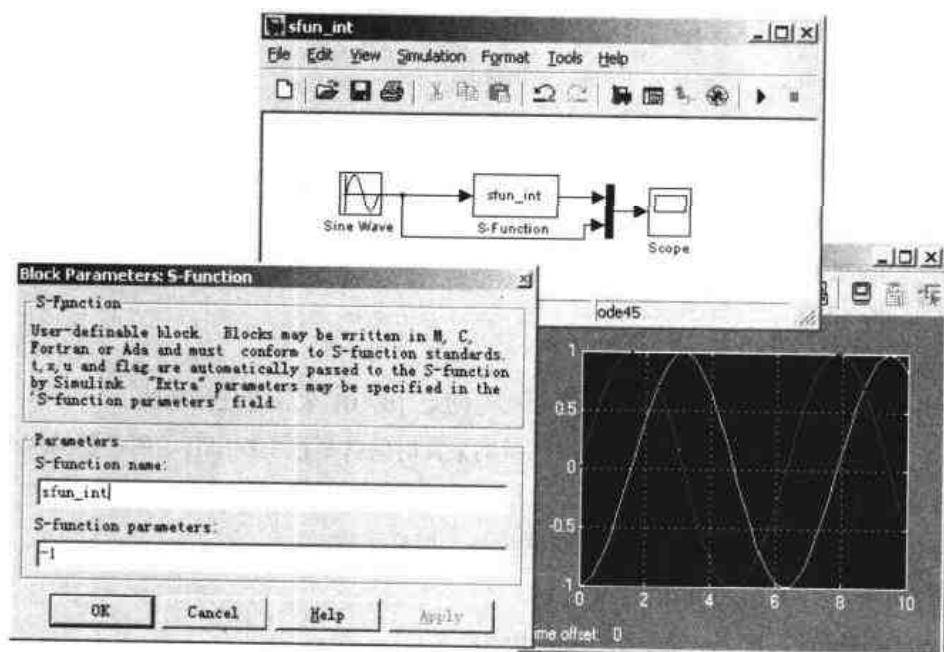 sfun_int
File Edit View Simulation Format Tools Help
sfun_int
Sine Wave
S-Function
Scope
ode45
Block Parameters: S-Function
S-Function
User-definable block. Blocks may be written in M, C,
Fortran or Ada and must conform to S-function standards.
t,x,u and flag are automatically passed to the S-function
by Simulink. "Extra" parameters may be specified in the
'S-function parameters' field.
Parameters
S-function name:
sfun_int
S-function parameters:
-1
OK Cancel Help Apply
1
0.5
0
-0.5
-1
0 2 4 6 8 10
me offset: 0